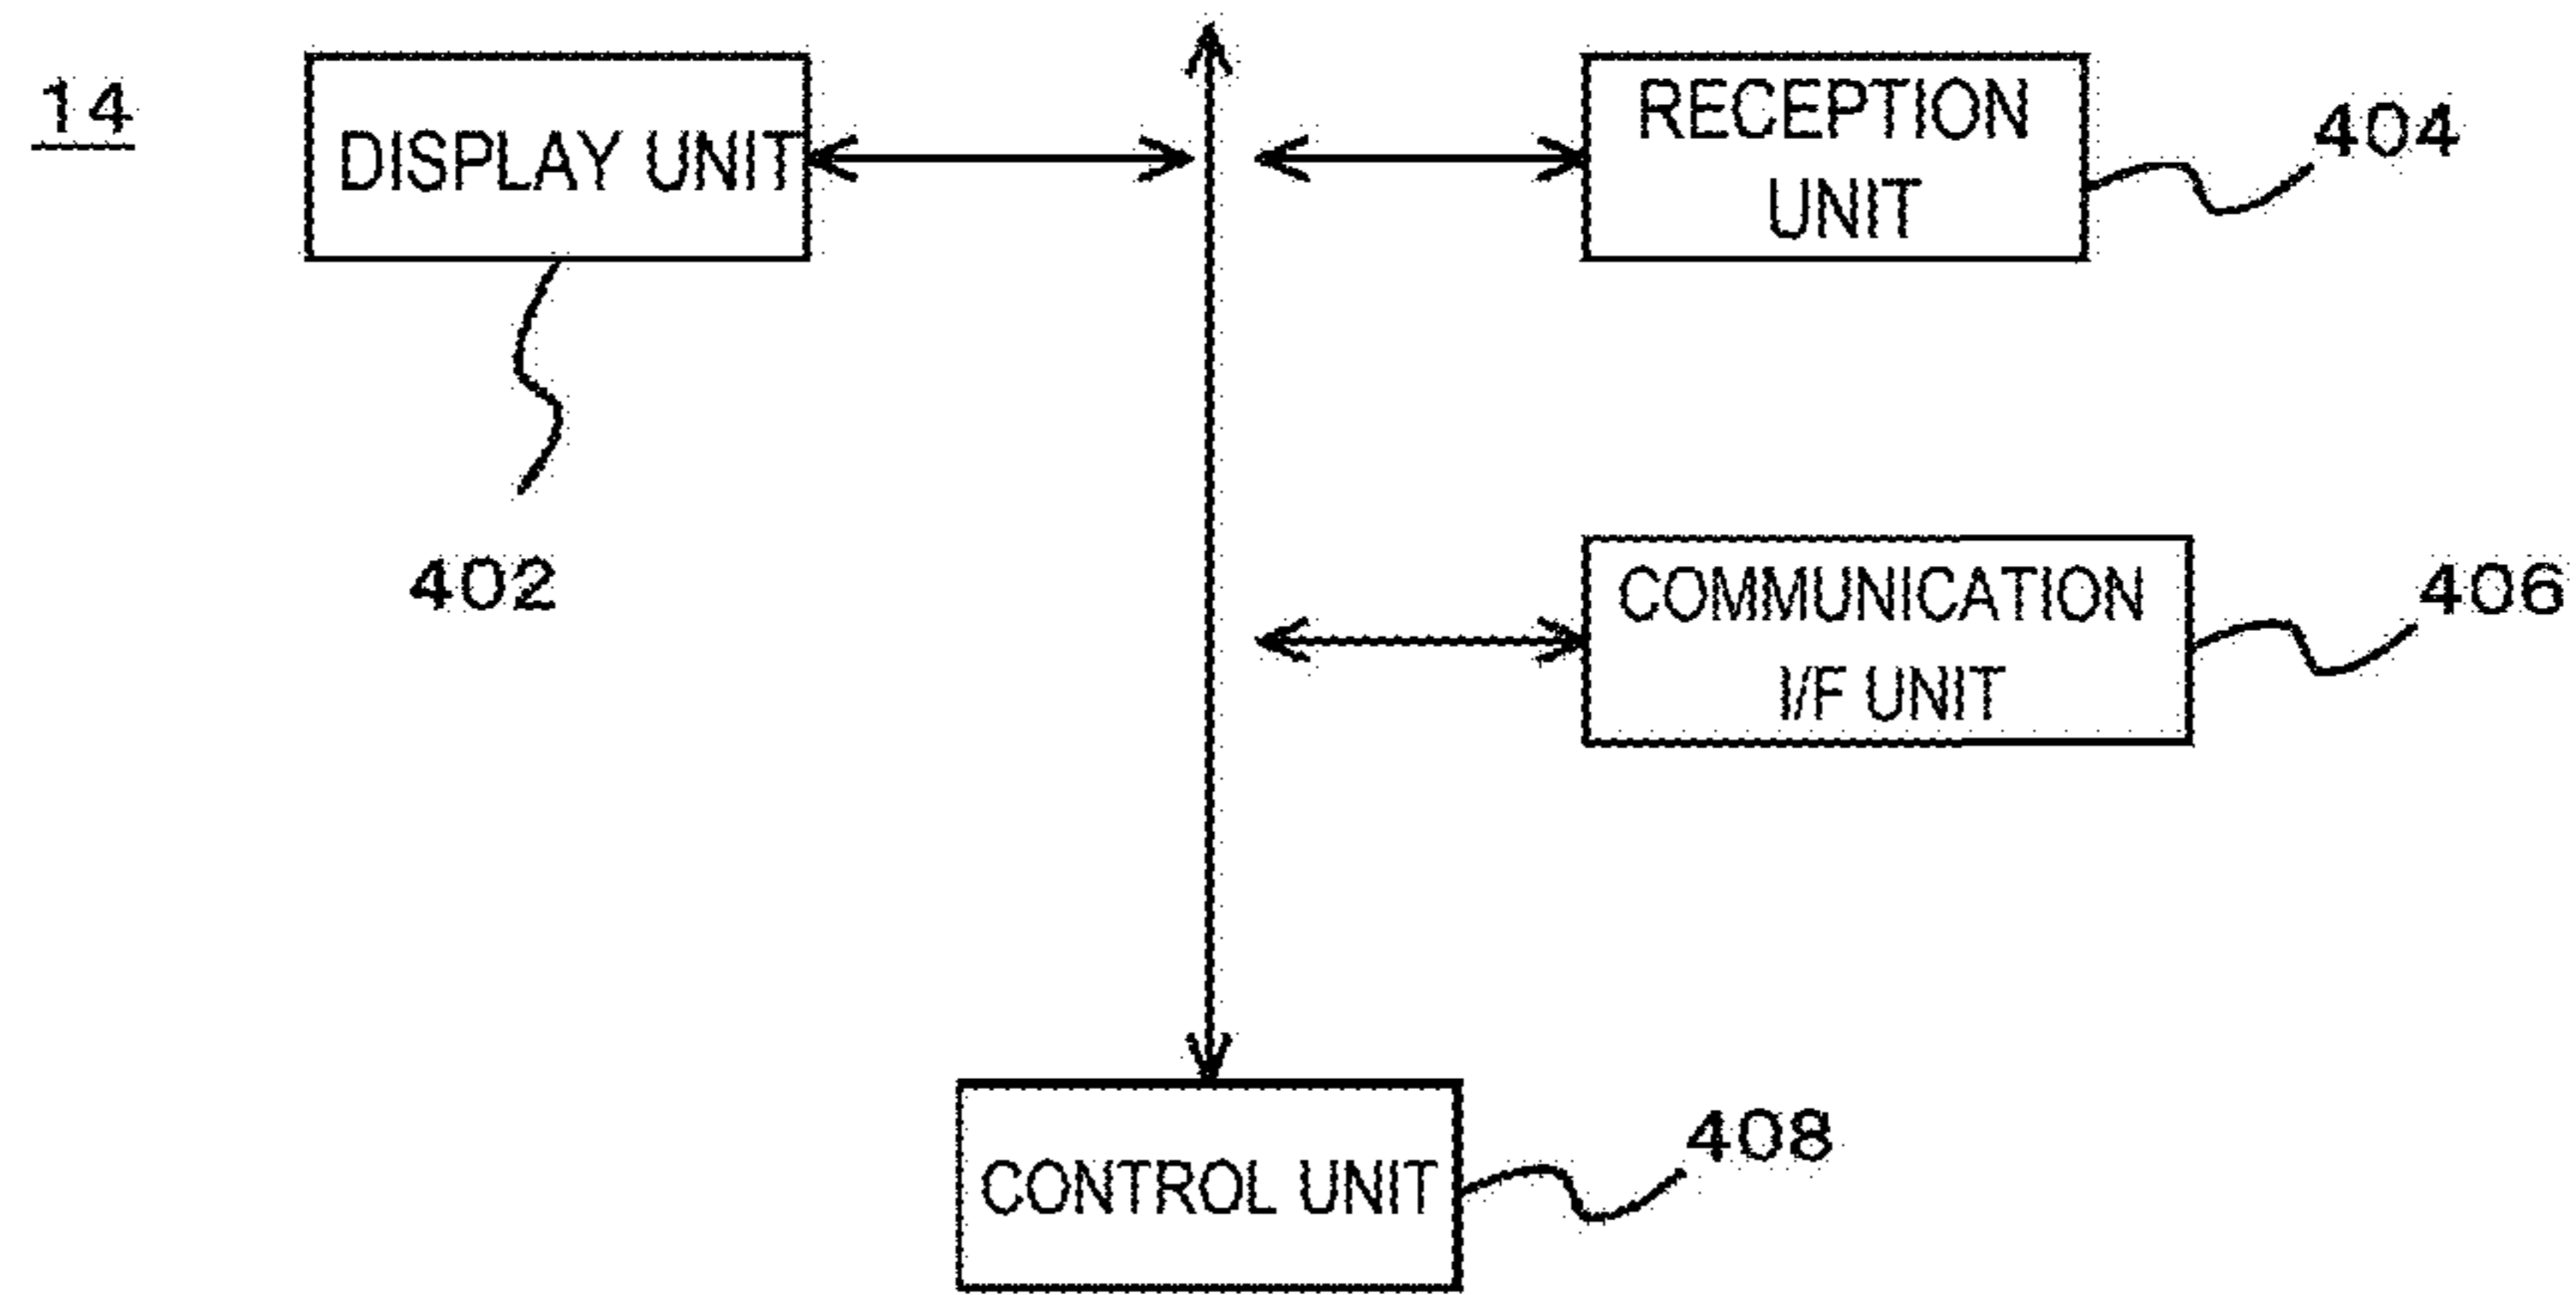 14
DISPLAY UNIT
402
RECEPTION
UNIT
404
COMMUNICATION
I/F UNIT
406
CONTROL UNIT
408